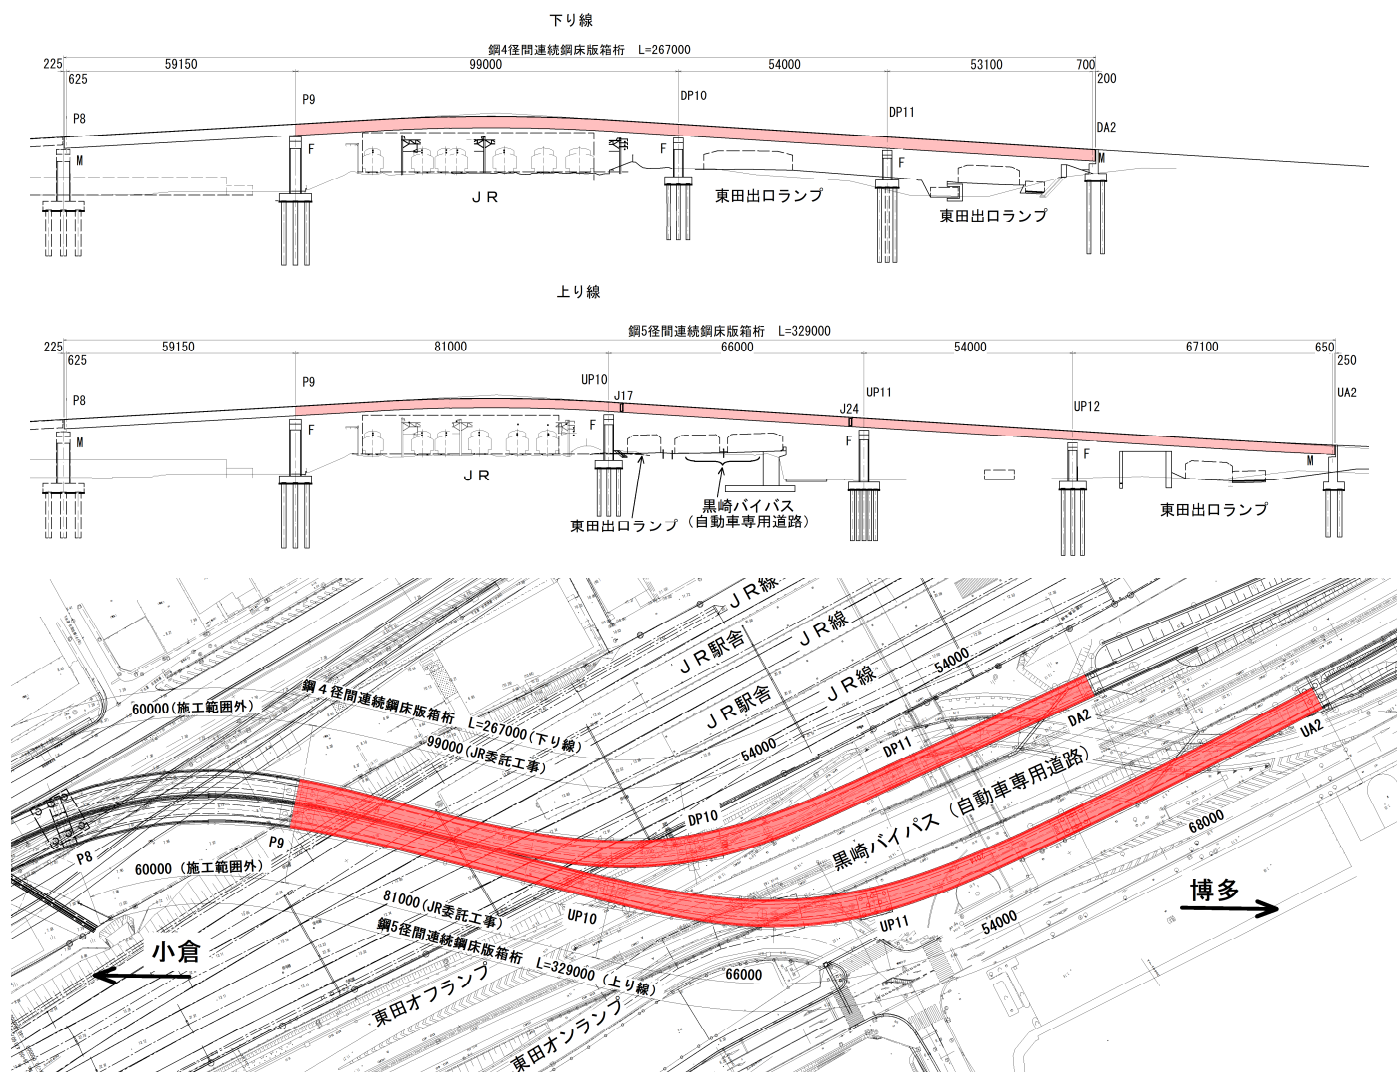 下り線
鋼4径間連続鋼床版箱桁 L=267000
225 59150 99000 54000 53100 700
625 200
P8 P9 DP10 DP11 DA2
M F F F M
JR
東田出口ランプ
東田出口ランプ
上り線
鋼5径間連続鋼床版箱桁 L=329000
225 59150 81000 66000 54000 67100 650
625 250
P8 P9 UP10 J17 J24 UP11 UP12 UA2
M F F F F M
JR
東田出口ランプ
黒崎バイパス
(自動車専用道路)
東田出口ランプ
JR線
JR駅舎
JR線
JR駅舎
JR線
54000
54000
60000(施工範囲外)
鋼4径間連続鋼床版箱桁 L=267000(下り線)
99000(JR委託工事)
P8
P9
DP10
DP11
DA2
UA2
黒崎バイパス(自動車専用道路)
60000(施工範囲外)
81000(JR委託工事)
鋼5径間連続鋼床版箱桁 L=329000(上り線)
UP10
UP11
66000
54000
68000
小倉
博多
東田オフランプ
東田オンランプ